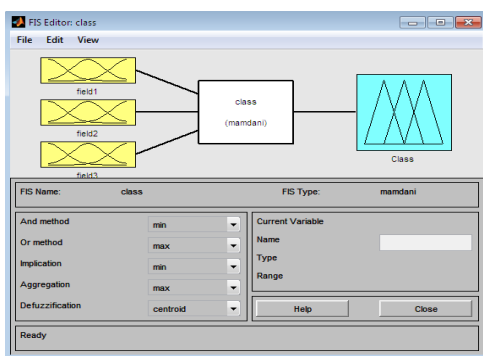 FIS Editor: class
File Edit View
field1
field2
field3
class
(mamdani)
Class
FIS Name: class FIS Type: mamdani
And method min
Or method max
Implication min
Aggregation max
Defuzzification centroid
Current Variable
Name
Type
Range
Help Close
Ready